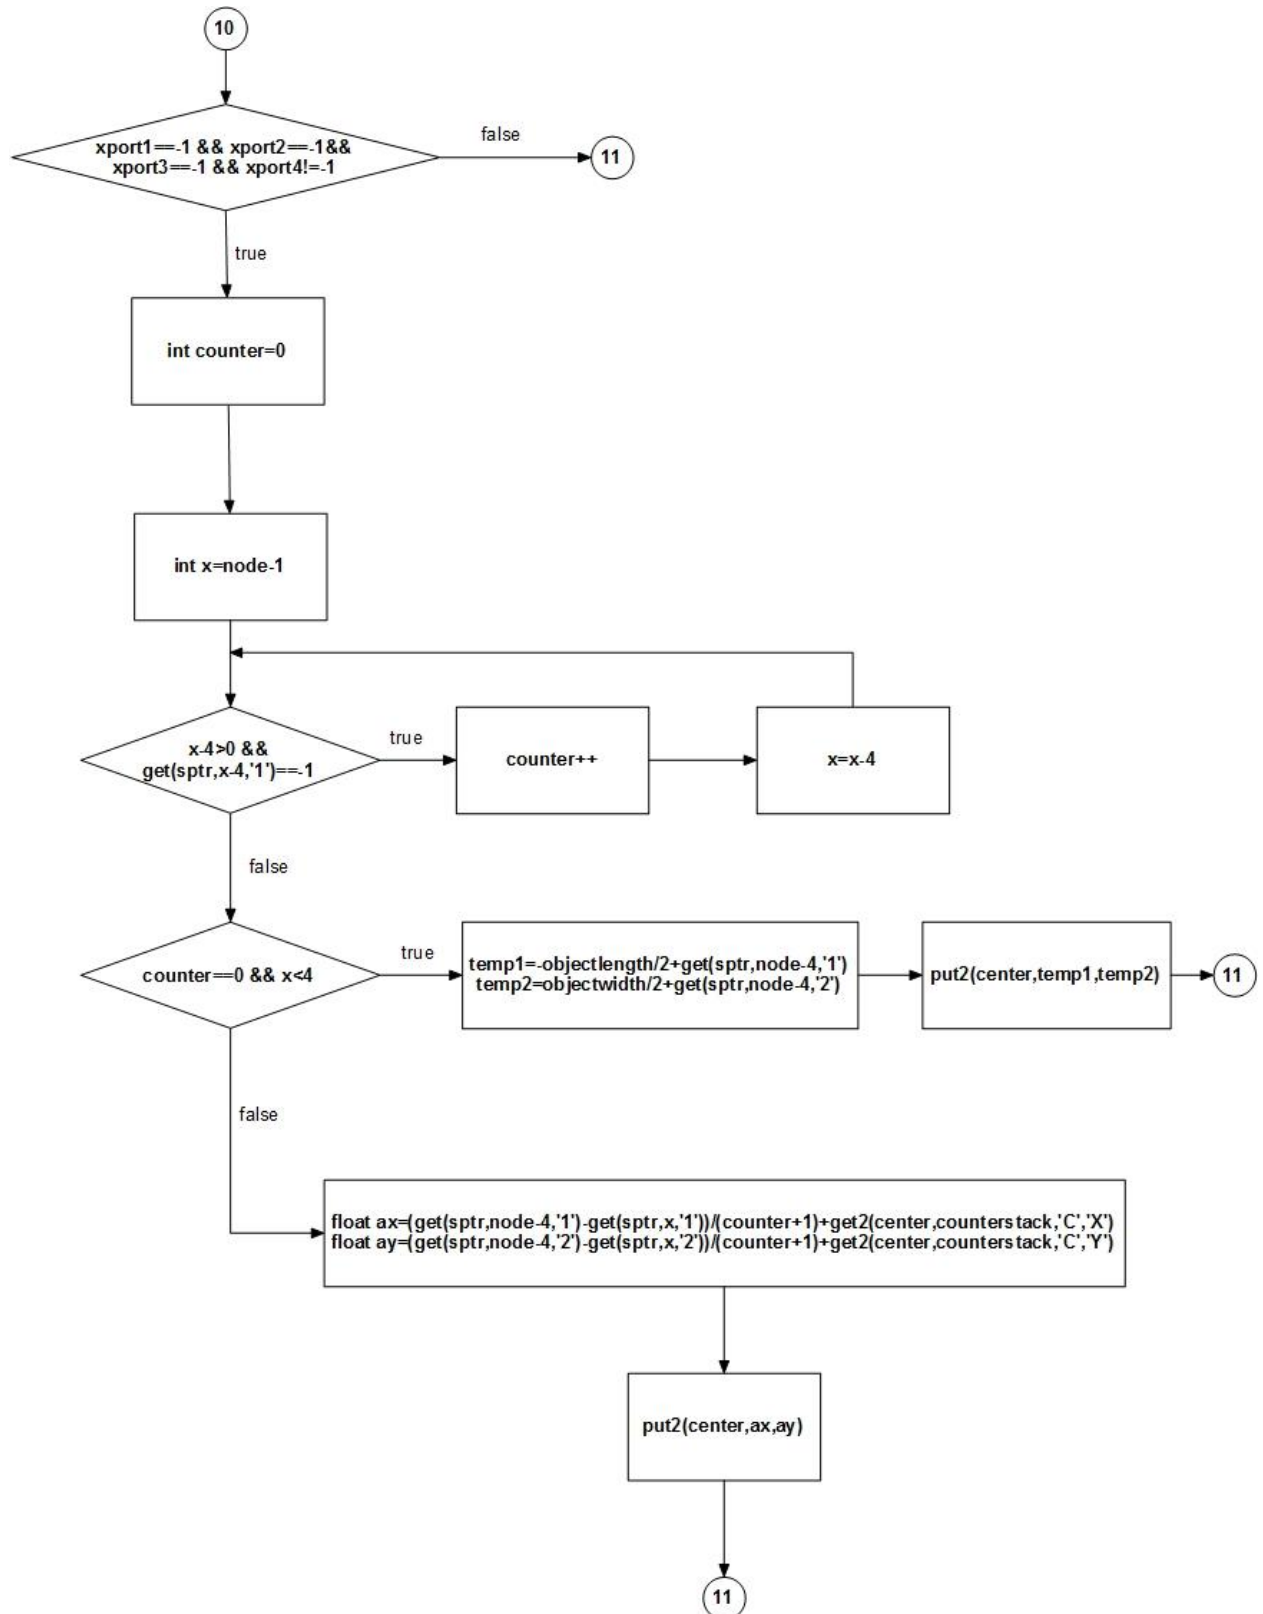 10
xport1==-1 && xport2==-1&&
xport3==-1 && xport4!=-1
false
11
true
int counter=0
int x=node-1
x-4>0 &&
get(sptr,x-4,'1')==-1
true
counter++
x=x-4
false
counter==0 && x<4
true
temp1=-objectlength/2+get(sptr,node-4,'1')
temp2=objectwidth/2+get(sptr,node-4,'2')
put2(center,temp1,temp2)
11
false
float ax=(get(sptr,node-4,'1')-get(sptr,x,'1'))/(counter+1)+get2(center,counterstack,'C','X')
float ay=(get(sptr,node-4,'2')-get(sptr,x,'2'))/(counter+1)+get2(center,counterstack,'C','Y')
put2(center,ax,ay)
11